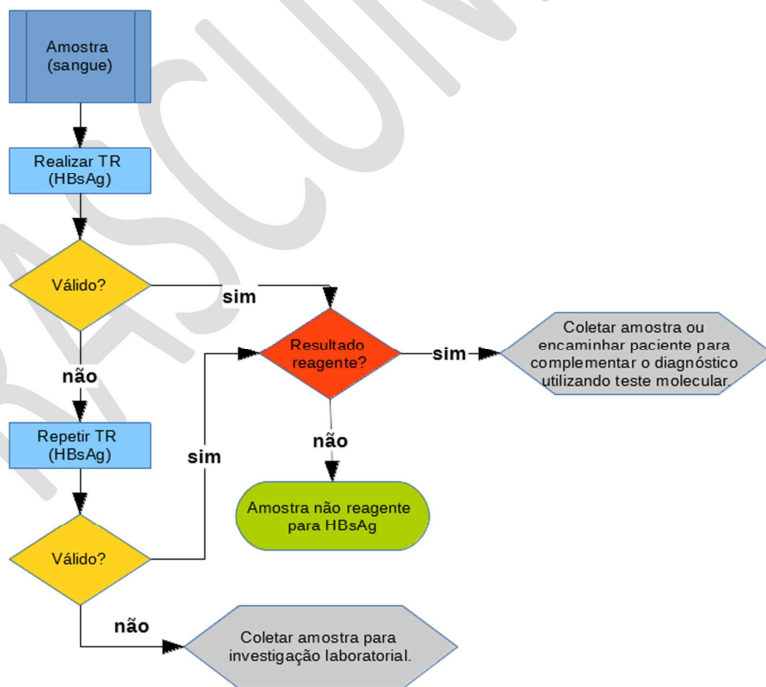 Amostra
(sangue)
Realizar TR
(HBsAg)
Válido?
sim
Resultado
reagente?
sim
Coletar amostra ou
encaminhar paciente para
complementar o diagnóstico
utilizando teste molecular.
não
Repetir TR
(HBsAg)
sim
não
Amostra não reagente
para HBsAg
Válido?
não
Coletar amostra para
investigação laboratorial.